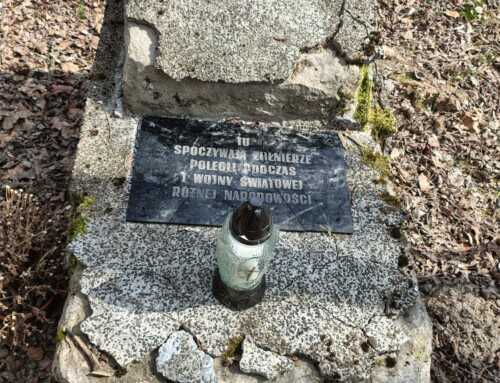 TU
SPOCZYWAJĄ ŻOŁNIERZE
POLEGLI PODCZAS
I WOJNY ŚWIATOWEJ
RÓŻNEJ NARODOWOŚCI